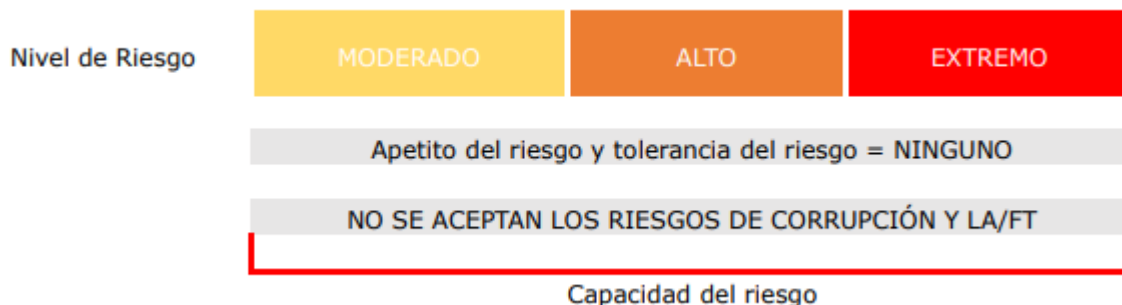 Nivel de Riesgo MODERADO ALTO EXTREMO
Apetito del riesgo y tolerancia del riesgo = NINGUNO
NO SE ACEPTAN LOS RIESGOS DE CORRUPCIÓN Y LA/FT
Capacidad del riesgo